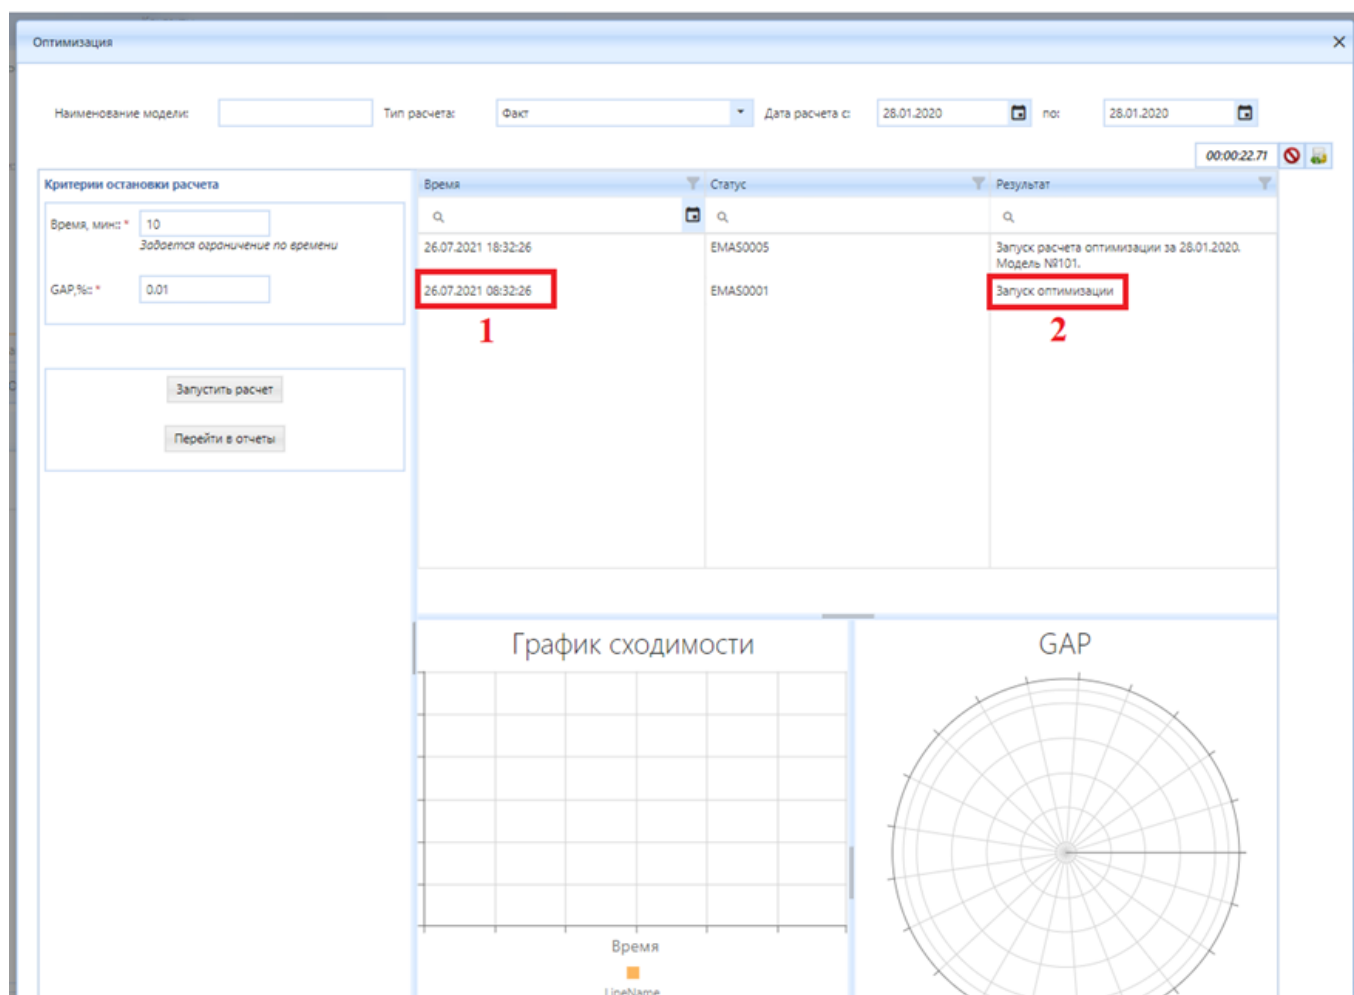 Оптимизация
Наименование модели:
Тип расчета:
Факт
Дата расчета с:
28.01.2020
по:
28.01.2020
00:00:22.71
Критерии остановки расчета
Время, мин:: *
10
Задается ограничение по времени
GAP,%:: *
0.01
Запустить расчет
Перейти в отчеты
Время
Статус
Результат
26.07.2021 18:32:26
EMAS0005
Запуск расчета оптимизации за 28.01.2020.
Модель №101.
26.07.2021 08:32:26
EMAS0001
Запуск оптимизации
1
2
График сходимости
Время
LineName
GAP